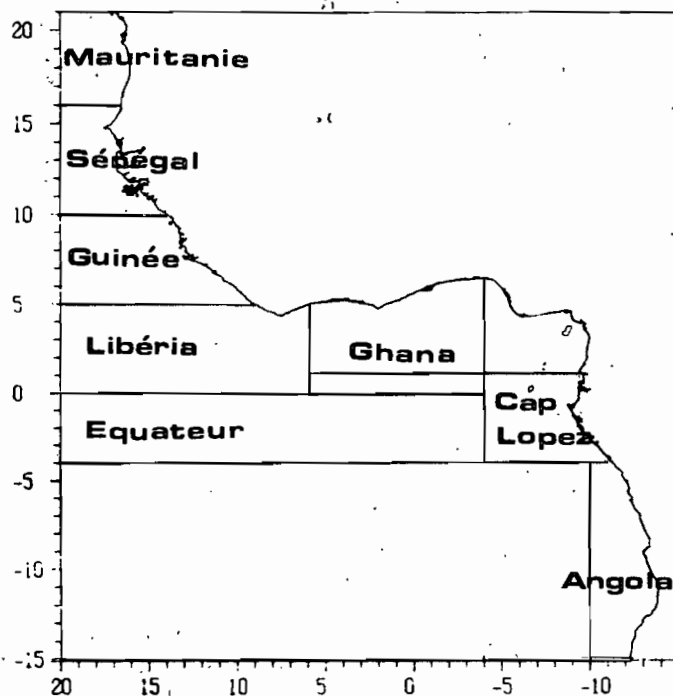 20
Mauritanie
15
Sénégal
10
Guinée
5
Libéria
Ghana
0
Cap
Lopez
Equateur
-5
-10
Angola
-15
20 15 10 5 0 -5 -10